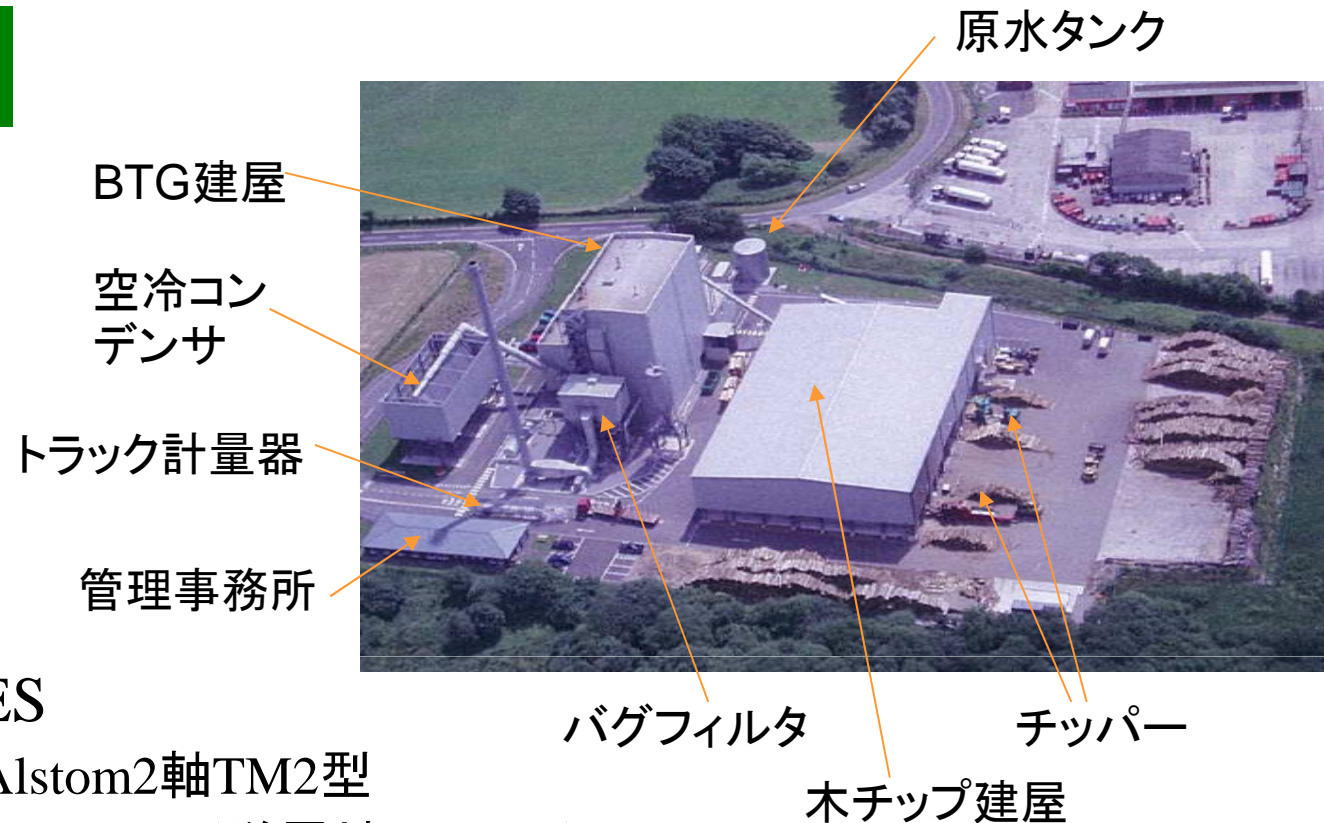 原水タンク
BTG建屋
空冷コン
デンサ
トラック計量器
管理事務所
ES
バグフィルタ
チッパー
Alstom2軸TM2型
木チップ建屋